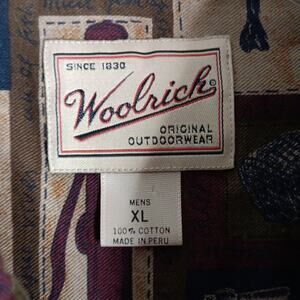 SINCE 1830
Woolrich®
ORIGINAL
OUTDOORWEAR
MENS
XL
100% COTTON
MADE IN PERU